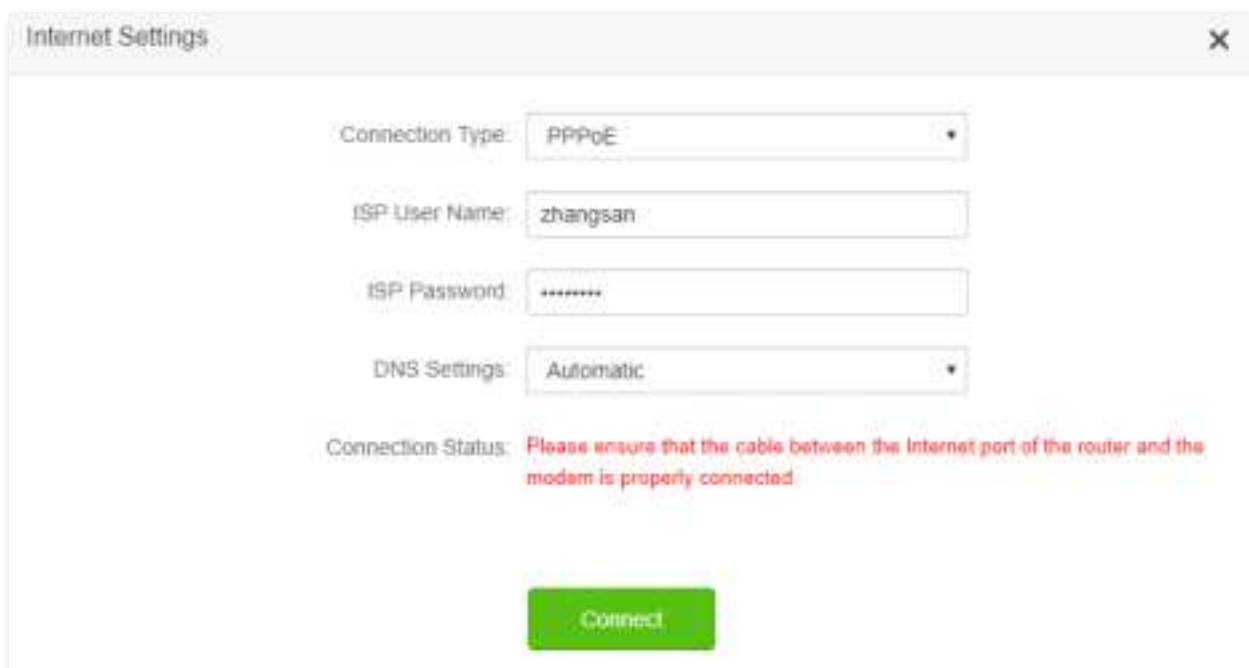 Internet Settings
Connection Type: PPPoE
ISP User Name: zhangsan
ISP Password: ••••••••
DNS Settings: Automatic
Connection Status: Please ensure that the cable between the Internet port of the router and the
modem is properly connected.
Connect